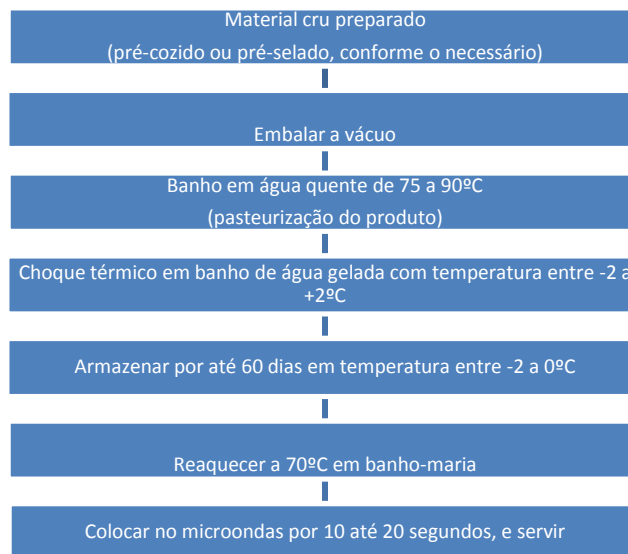 Material cru preparado
(pré-cozido ou pré-selado, conforme o necessário)
Embalar a vácuo
Banho em água quente de 75 a 90ºC
(pasteurização do produto)
Choque térmico em banho de água gelada com temperatura entre -2 a
+2ºC
Armazenar por até 60 dias em temperatura entre -2 a 0ºC
Reaquecer a 70ºC em banho-maria
Colocar no microondas por 10 até 20 segundos, e servir